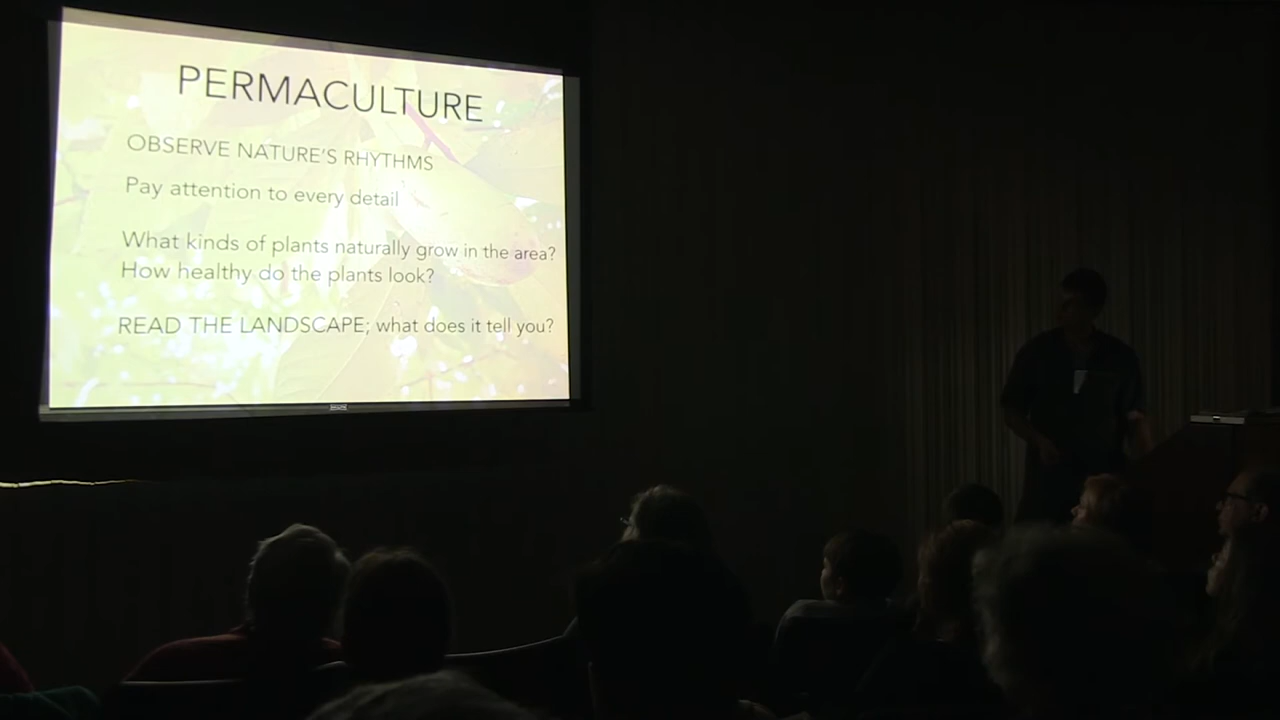 PERMACULTURE
OBSERVE NATURE'S RHYTHMS
Pay attention to every detail
What kinds of plants naturally grow in the area?
How healthy do the plants look?
READ THE LANDSCAPE; what does it tell you?